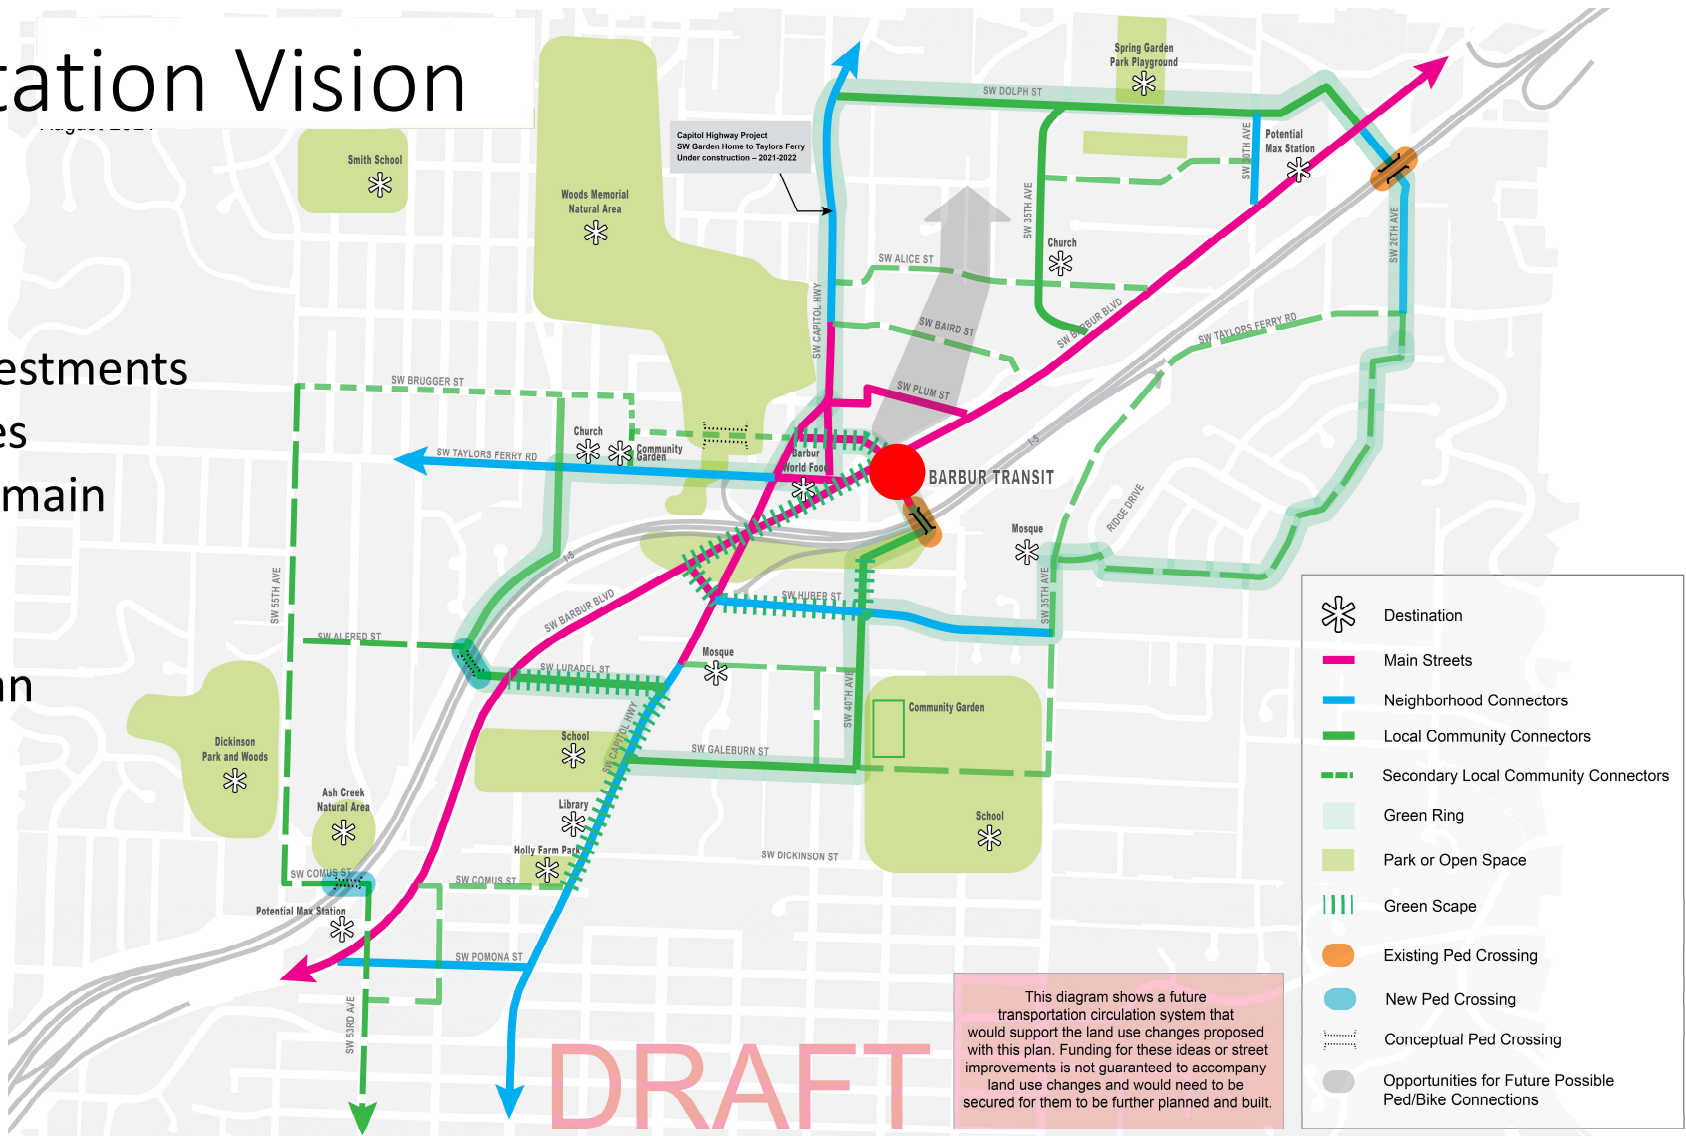 tation Vision
Spring Garden
Park Playground
SW DOLPH ST
Capitol Highway Project
SW Garden Home to Taylors Ferry
Under construction – 2021-2022
SW 30TH AVE
Potential
Max Station
Smith School
Woods Memorial
Natural Area
SW 35TH AVE
SW 26TH AVE
Church
SW ALICE ST
SW CAPITOL HWY
SW BAIRD ST
SW BARBUR BLVD
SW TAYLORS FERRY RD
estments
SW BRUGGER ST
SW PLUM ST
es
Church
Community
Garden
SW TAYLORS FERRY RD
Barbur
World Food
I-5
BARBUR TRANSIT
main
RIDGE DRIVE
Mosque
I-5
SW 55TH AVE
SW BARBUR BLVD
SW HUBER ST
SW 35TH AVE
SW ALFRED ST
SW LURADEL ST
Mosque
an
SW CAPITOL HWY
SW 40TH AVE
Community Garden
Dickinson
Park and Woods
School
SW GALEBURN ST
Ash Creek
Natural Area
Library
School
Holly Farm Park
SW DICKINSON ST
SW COMUS ST
SW COMUS ST
Potential Max Station
SW POMONA ST
SW 53RD AVE
DRAFT
This diagram shows a future
transportation circulation system that
would support the land use changes proposed
with this plan. Funding for these ideas or street
improvements is not guaranteed to accompany
land use changes and would need to be
secured for them to be further planned and built.
Destination
Main Streets
Neighborhood Connectors
Local Community Connectors
Secondary Local Community Connectors
Green Ring
Park or Open Space
Green Scape
Existing Ped Crossing
New Ped Crossing
Conceptual Ped Crossing
Opportunities for Future Possible
Ped/Bike Connections